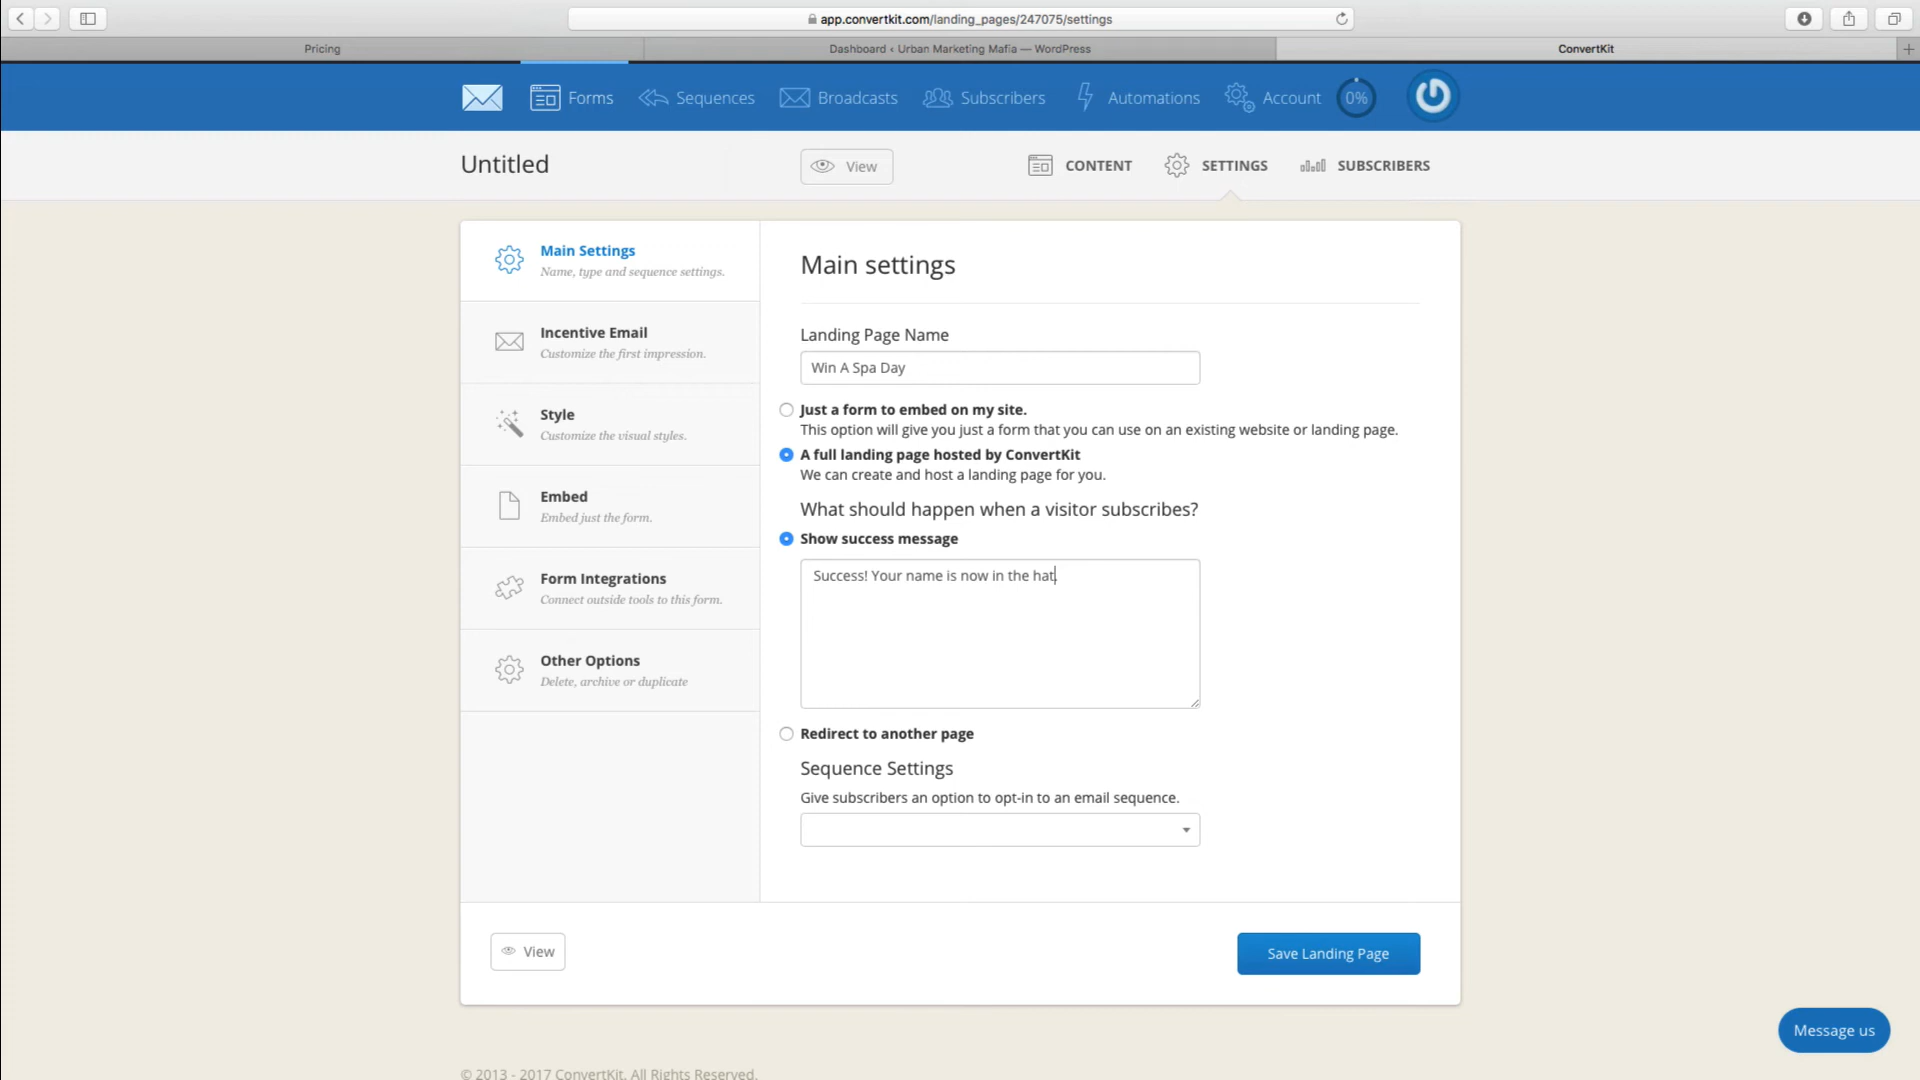 app.convertkit.com/landing_pages/247075/settings
Pricing
Dashboard ‹ Urban Marketing Mafia — WordPress
ConvertKit
Forms
Sequences
Broadcasts
Subscribers
Automations
Account
0%
Untitled
View
CONTENT
SETTINGS
SUBSCRIBERS
Main Settings
Name, type and sequence settings.
Incentive Email
Customize the first impression.
Style
Customize the visual styles.
Embed
Embed just the form.
Form Integrations
Connect outside tools to this form.
Other Options
Delete, archive or duplicate
Main settings
Landing Page Name
Win A Spa Day
Just a form to embed on my site.
This option will give you just a form that you can use on an existing website or landing page.
A full landing page hosted by ConvertKit
We can create and host a landing page for you.
What should happen when a visitor subscribes?
Show success message
Success! Your name is now in the hat
Redirect to another page
Sequence Settings
Give subscribers an option to opt-in to an email sequence.
View
Save Landing Page
Message us
© 2013 - 2017 ConvertKit. All Rights Reserved.